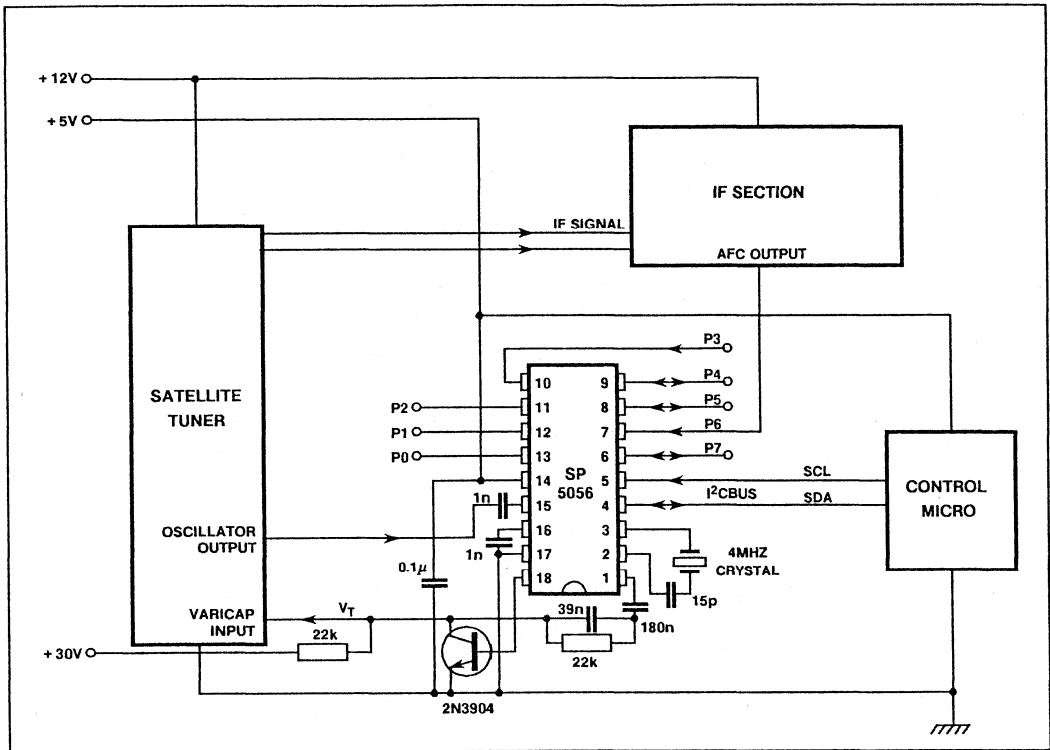 + 12V
+ 5V
IF SECTION
IF SIGNAL
AFC OUTPUT
P3
10
9
P4
SATELLITE
TUNER
P2
11
8
P5
P1
12
7
P6
P0
13
6
P7
SP
5056
14
5
SCL
CONTROL
MICRO
1n
15
4
I²CBUS
SDA
OSCILLATOR
OUTPUT
16
3
1n
17
2
4MHZ
CRYSTAL
0.1µ
18
1
15p
39n
VARICAP
INPUT
VT
180n
22k
+ 30V
22k
2N3904